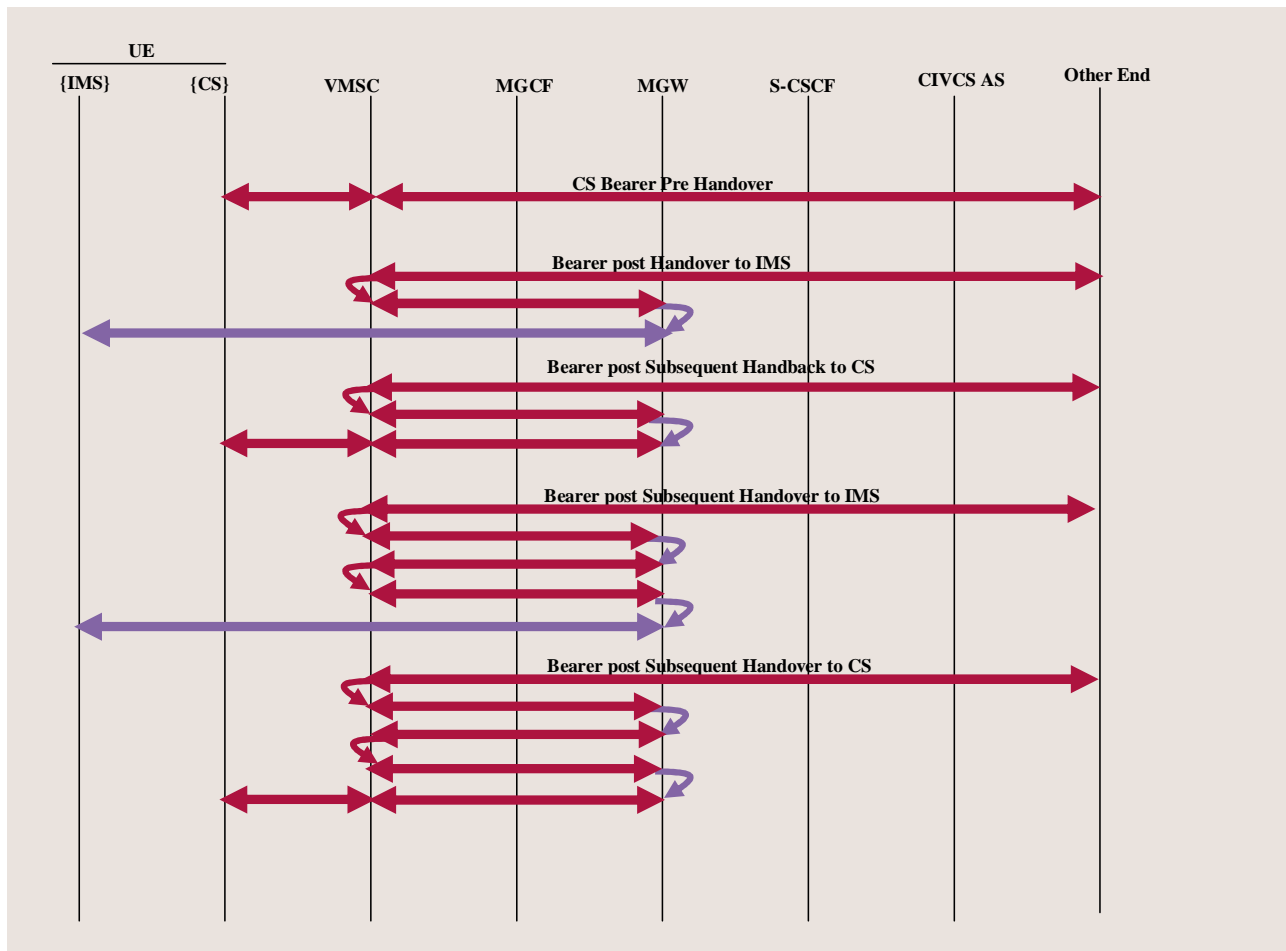 UE
{IMS} {CS} VMSC MGCF MGW S-CSCF CIVCS AS Other End
CS Bearer Pre Handover
Bearer post Handover to IMS
Bearer post Subsequent Handback to CS
Bearer post Subsequent Handover to IMS
Bearer post Subsequent Handover to CS